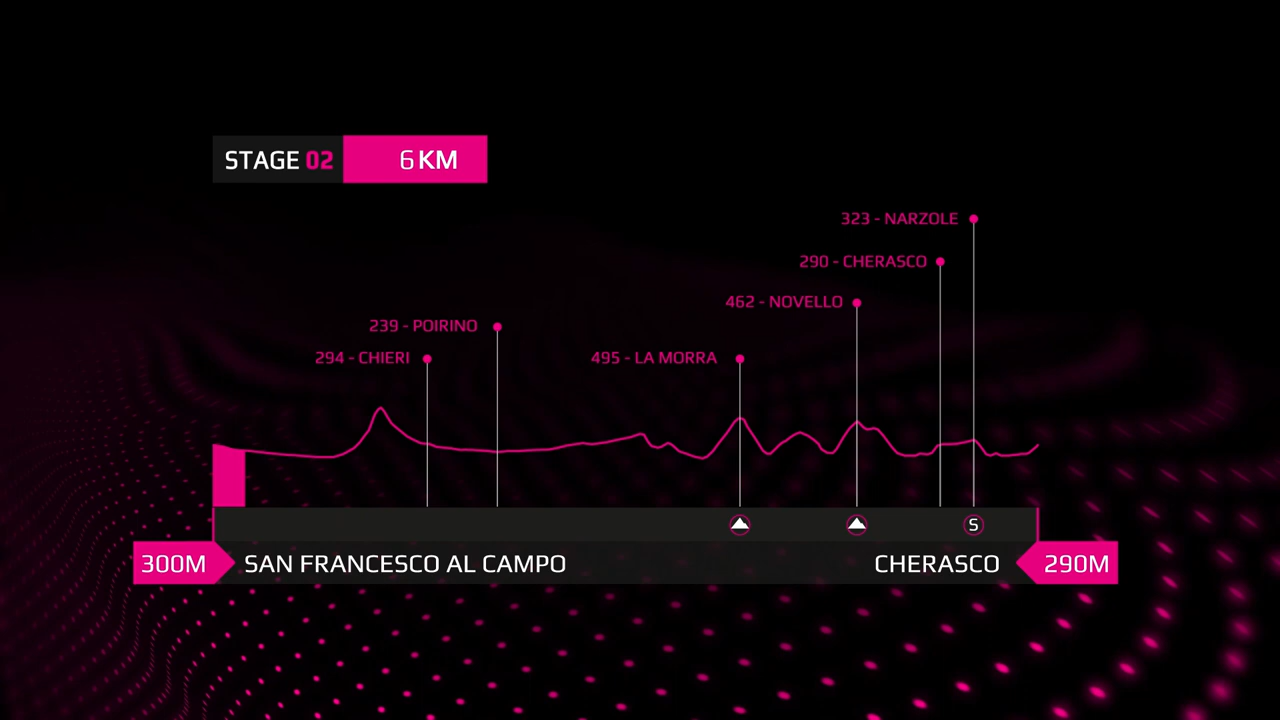 STAGE 02 6 KM
323 - NARZOLE
290 - CHERASCO
462 - NOVELLO
239 - POIRINO
294 - CHIERI
495 - LA MORRA
S
300M SAN FRANCESCO AL CAMPO CHERASCO 290M